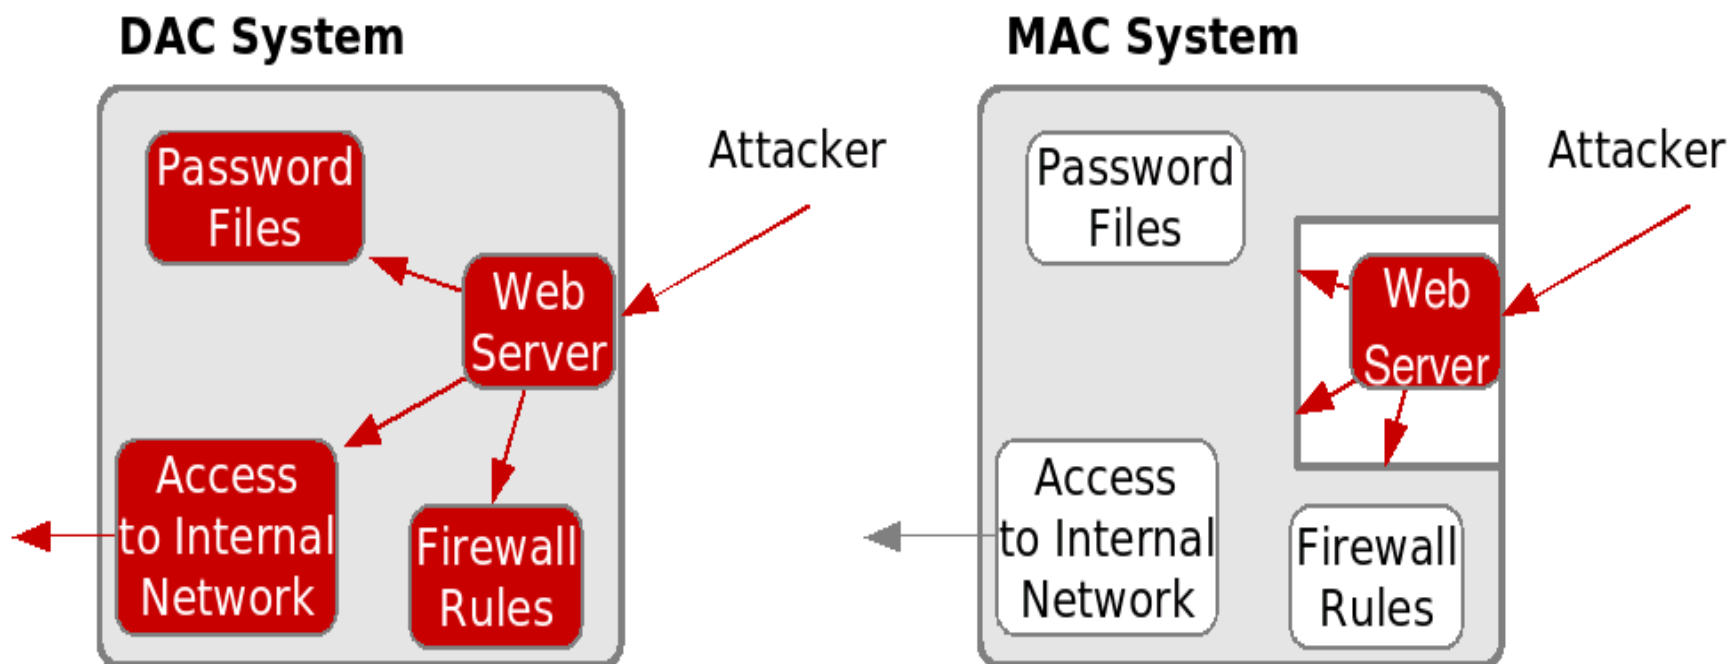 DAC System
Attacker
Password
Files
Web
Server
Access
to Internal
Network
Firewall
Rules
MAC System
Attacker
Password
Files
Web
Server
Access
to Internal
Network
Firewall
Rules